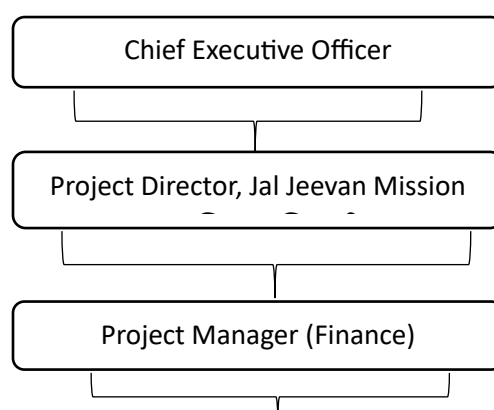 Chief Executive Officer
Project Director, Jal Jeevan Mission
Project Manager (Finance)